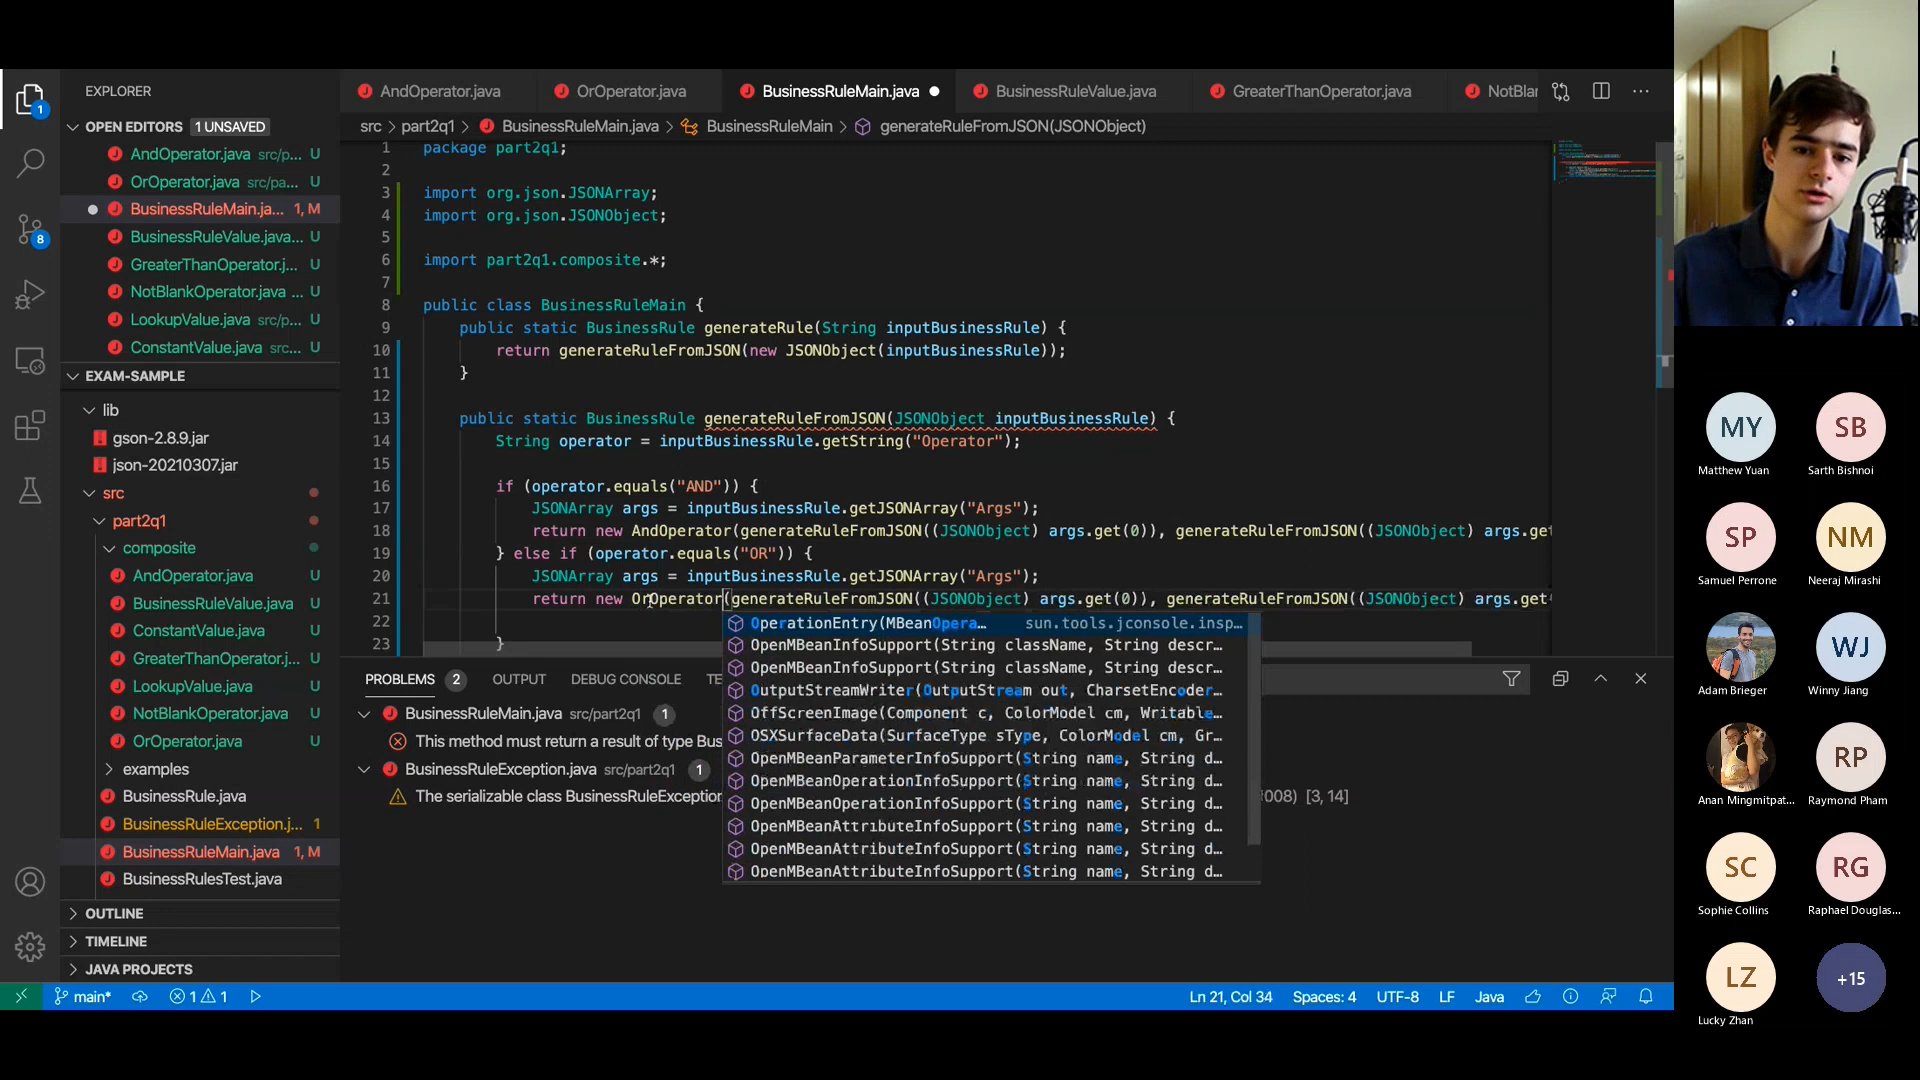 EXPLORER
OPEN EDITORS 1 UNSAVED
AndOperator.java src/p... U
OrOperator.java src/pa... U
BusinessRuleMain.ja... 1, M
BusinessRuleValue.java... U
GreaterThanOperator.j... U
NotBlankOperator.java ... U
LookupValue.java src/p... U
ConstantValue.java src... U
EXAM-SAMPLE
lib
gson-2.8.9.jar
json-20210307.jar
src
part2q1
composite
AndOperator.java U
BusinessRuleValue.java U
ConstantValue.java U
GreaterThanOperator.j... U
LookupValue.java U
NotBlankOperator.java U
OrOperator.java U
examples
BusinessRule.java
BusinessRuleException.j... 1
BusinessRuleMain.java 1, M
BusinessRulesTest.java
OUTLINE
TIMELINE
JAVA PROJECTS
1
8
AndOperator.java OrOperator.java BusinessRuleMain.java BusinessRuleValue.java GreaterThanOperator.java NotBlan
src > part2q1 > BusinessRuleMain.java > BusinessRuleMain > generateRuleFromJSON(JSONObject)
1 package part2q1;
2
3 import org.json.JSONArray;
4 import org.json.JSONObject;
5
6 import part2q1.composite.*;
7
8 public class BusinessRuleMain {
9 public static BusinessRule generateRule(String inputBusinessRule) {
10 return generateRuleFromJSON(new JSONObject(inputBusinessRule));
11 }
12
13 public static BusinessRule generateRuleFromJSON(JSONObject inputBusinessRule) {
14 String operator = inputBusinessRule.getString("Operator");
15
16 if (operator.equals("AND")) {
17 JSONArray args = inputBusinessRule.getJSONArray("Args");
18 return new AndOperator(generateRuleFromJSON((JSONObject) args.get(0)), generateRuleFromJSON((JSONObject) args.get
19 } else if (operator.equals("OR")) {
20 JSONArray args = inputBusinessRule.getJSONArray("Args");
21 return new OrOperator(generateRuleFromJSON((JSONObject) args.get(0)), generateRuleFromJSON((JSONObject) args.get
22
23 }
OperationEntry(MBeanOpera... sun.tools.jconsole.insp...
OpenMBeanInfoSupport(String className, String descr...
OpenMBeanInfoSupport(String className, String descr...
OutputStreamWriter(OutputStream out, CharsetEncoder...
OffScreenImage(Component c, ColorModel cm, Writable...
OSXSurfaceData(SurfaceType sType, ColorModel cm, Gr...
OpenMBeanParameterInfoSupport(String name, String d...
OpenMBeanOperationInfoSupport(String name, String d...
OpenMBeanOperationInfoSupport(String name, String d...
OpenMBeanAttributeInfoSupport(String name, String d...
OpenMBeanAttributeInfoSupport(String name, String d...
OpenMBeanAttributeInfoSupport(String name, String d...
PROBLEMS 2 OUTPUT DEBUG CONSOLE TE
BusinessRuleMain.java src/part2q1 1
This method must return a result of type Bus
BusinessRuleException.java src/part2q1 1
The serializable class BusinessRuleException 008) [3, 14]
main* 1 1 Ln 21, Col 34 Spaces: 4 UTF-8 LF Java
MY SB
Matthew Yuan Sarth Bishnoi
SP NM
Samuel Perrone Neeraj Mirashi
WJ
Adam Brieger Winny Jiang
RP
Anan Mingmitpat... Raymond Pham
SC RG
Sophie Collins Raphael Douglas...
LZ +15
Lucky Zhan